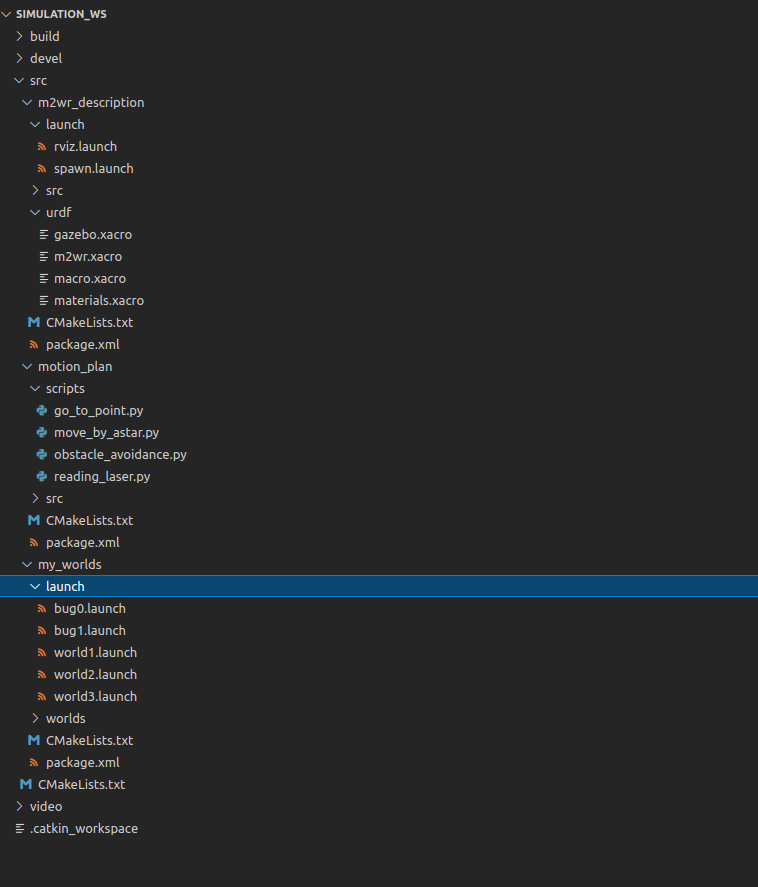 SIMULATION_WS
build
devel
src
m2wr_description
launch
rviz.launch
spawn.launch
src
urdf
gazebo.xacro
m2wr.xacro
macro.xacro
materials.xacro
CMakeLists.txt
package.xml
motion_plan
scripts
go_to_point.py
move_by_astar.py
obstacle_avoidance.py
reading_laser.py
src
CMakeLists.txt
package.xml
my_worlds
launch
bug0.launch
bug1.launch
world1.launch
world2.launch
world3.launch
worlds
CMakeLists.txt
package.xml
CMakeLists.txt
video
.catkin_workspace